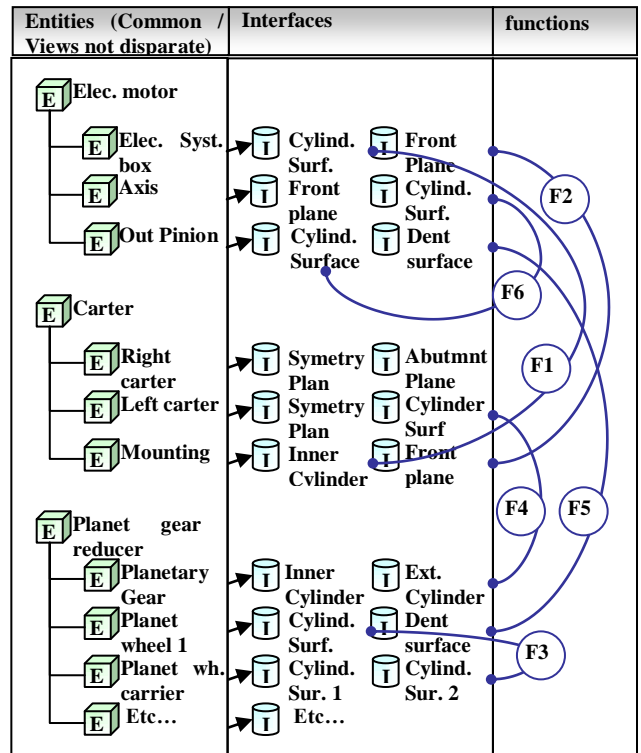 Entities (Common / Interfaces functions
Views not disparate)
E Elec. motor
E Elec. Syst. I Cylind. I Front
box Surf. Plane
E Axis I Front I Cylind. F2
plane Surf.
E Out Pinion I Cylind. I Dent
Surface surface
F6
E Carter
E Right I Symetry I Abutmnt F1
carter Plan Plane
E Left carter I Symetry I Cylinder
Plan Surf
E Mounting I Inner I Front
Cylinder plane
F4 F5
E Planet gear
reducer
E Planetary I Inner I Ext.
Gear Cylinder Cylinder
E Planet I Cylind. I Dent
wheel 1 Surf. surface
F3
E Planet wh. I Cylind. I Cylind.
carrier Sur. 1 Sur. 2
E Etc… I Etc…